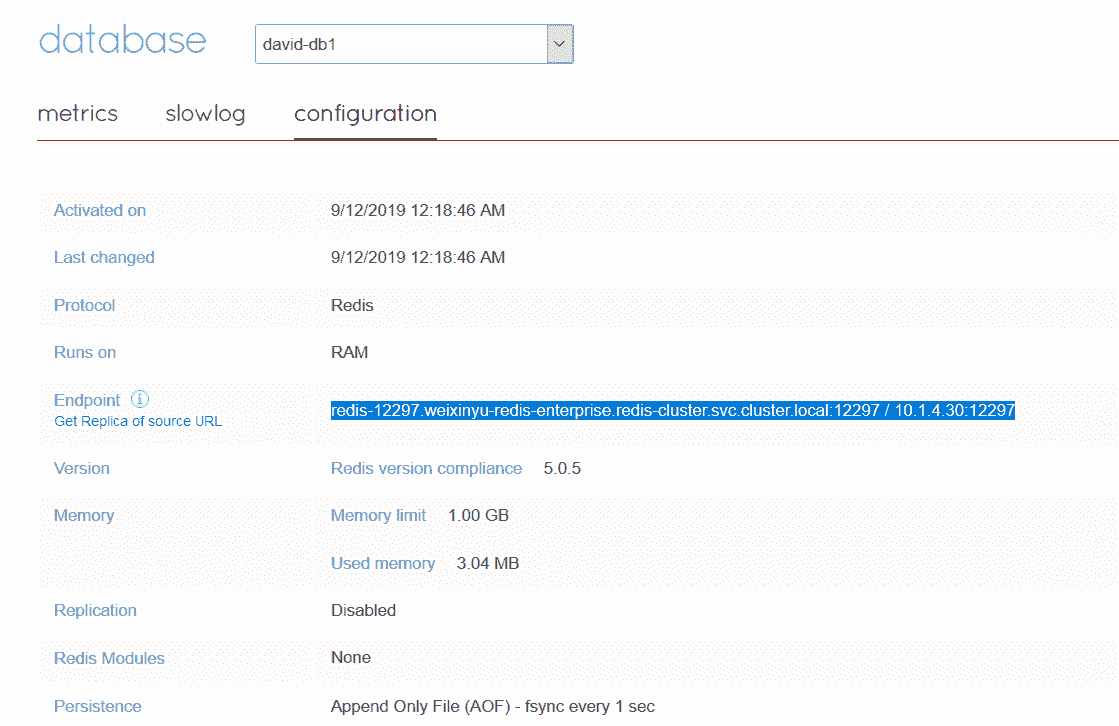 database david-db1
metrics slowlog configuration
Activated on 9/12/2019 12:18:46 AM
Last changed 9/12/2019 12:18:46 AM
Protocol Redis
Runs on RAM
Endpoint
redis-12297.weixinyu-redis-enterprise.redis-cluster.svc.cluster.local:12297 / 10.1.4.30:12297
Get Replica of source URL
Version Redis version compliance 5.0.5
Memory Memory limit 1.00 GB
Used memory 3.04 MB
Replication Disabled
Redis Modules None
Persistence Append Only File (AOF) - fsync every 1 sec